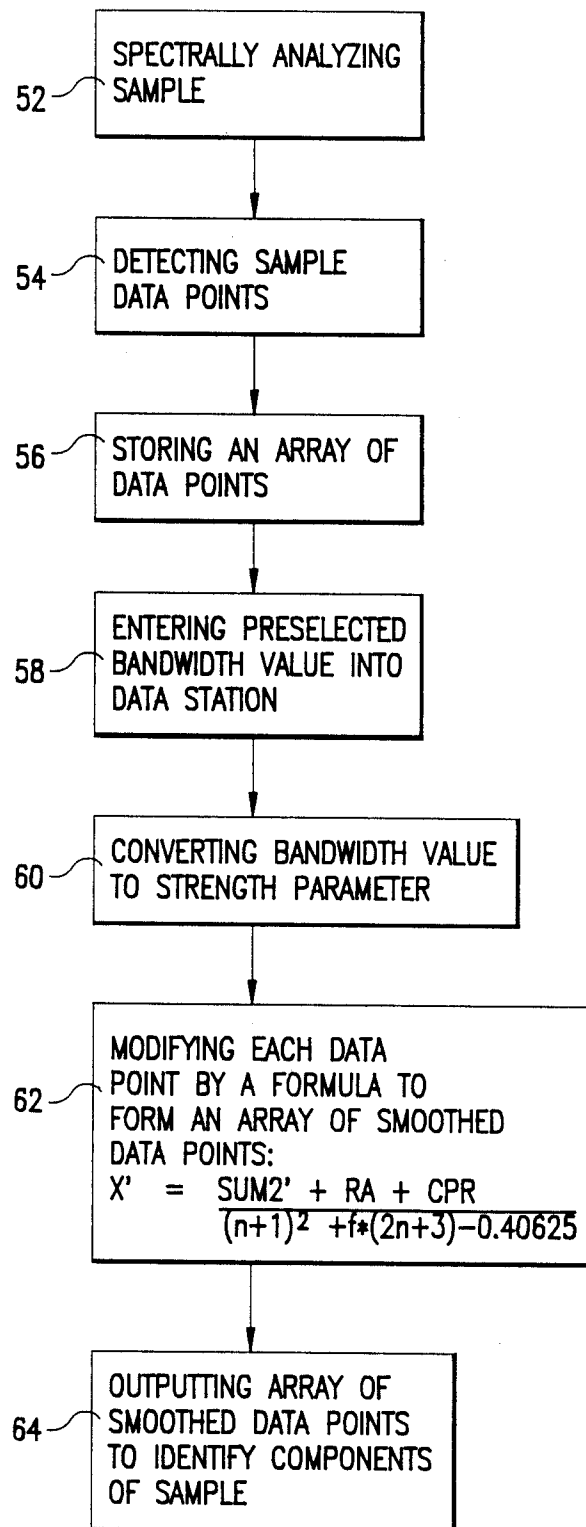 SPECTRALLY ANALYZING
SAMPLE
52
DETECTING SAMPLE
DATA POINTS
54
STORING AN ARRAY OF
DATA POINTS
56
ENTERING PRESELECTED
BANDWIDTH VALUE INTO
DATA STATION
58
CONVERTING BANDWIDTH VALUE
TO STRENGTH PARAMETER
60
MODIFYING EACH DATA
POINT BY A FORMULA TO
FORM AN ARRAY OF SMOOTHED
DATA POINTS:
X' = SUM2' + RA + CPR
(n+1)² +f*(2n+3)-0.40625
62
OUTPUTTING ARRAY OF
SMOOTHED DATA POINTS
TO IDENTIFY COMPONENTS
OF SAMPLE
64